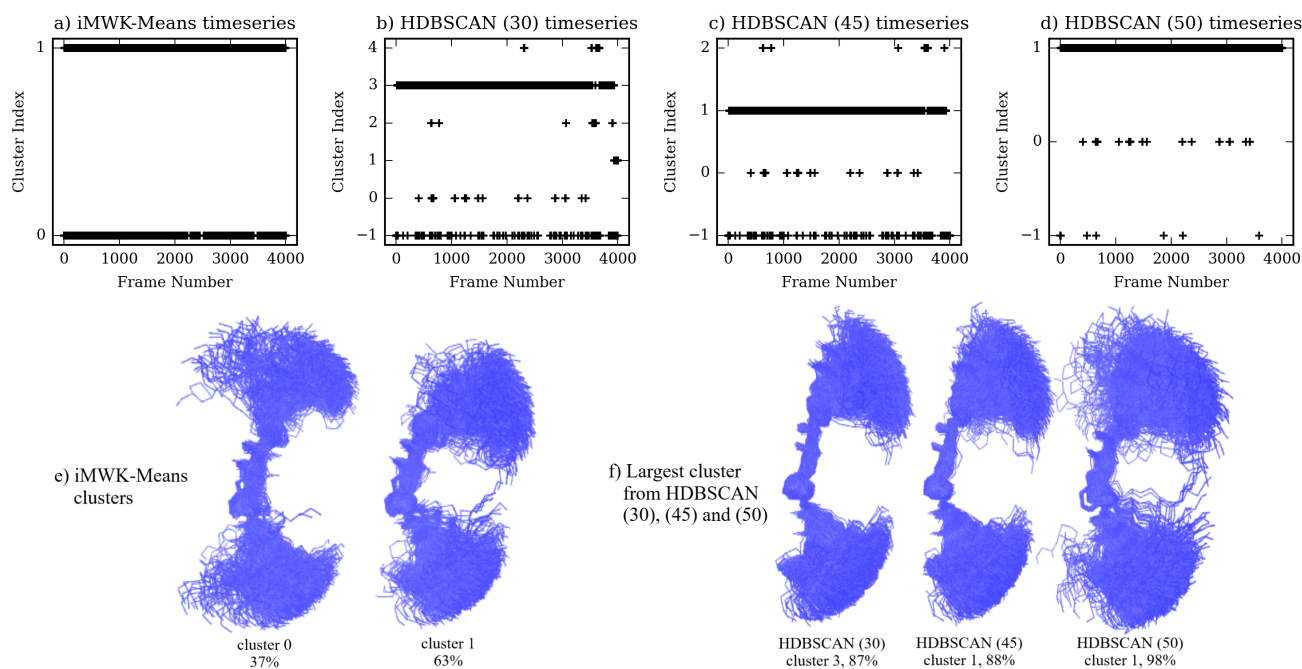 a) iMWK-Means timeseries
b) HDBSCAN (30) timeseries
c) HDBSCAN (45) timeseries
d) HDBSCAN (50) timeseries
Cluster Index
1
0
0
1000
2000
3000
4000
Frame Number
Cluster Index
4
3
2
1
0
−1
0
1000
2000
3000
4000
Frame Number
Cluster Index
2
1
0
−1
0
1000
2000
3000
4000
Frame Number
Cluster Index
1
0
−1
0
1000
2000
3000
4000
Frame Number
e) iMWK-Means
clusters
cluster 0
37%
cluster 1
63%
f) Largest cluster
from HDBSCAN
(30), (45) and (50)
HDBSCAN (30)
cluster 3, 87%
HDBSCAN (45)
cluster 1, 88%
HDBSCAN (50)
cluster 1, 98%